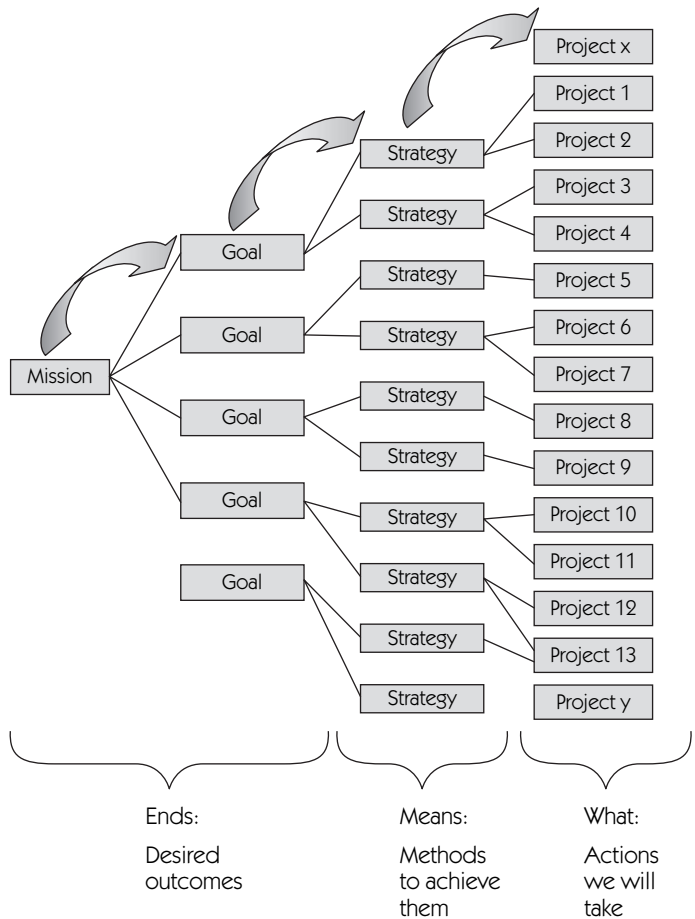 Project x
Project 1
Project 2
Strategy
Project 3
Strategy
Project 4
Goal
Strategy
Project 5
Goal
Strategy
Project 6
Mission
Project 7
Strategy
Project 8
Goal
Strategy
Project 9
Goal
Strategy
Project 10
Project 11
Goal
Strategy
Project 12
Strategy
Project 13
Strategy
Project y
Ends:
Desired
outcomes
Means:
Methods
to achieve
them
What:
Actions
we will
take